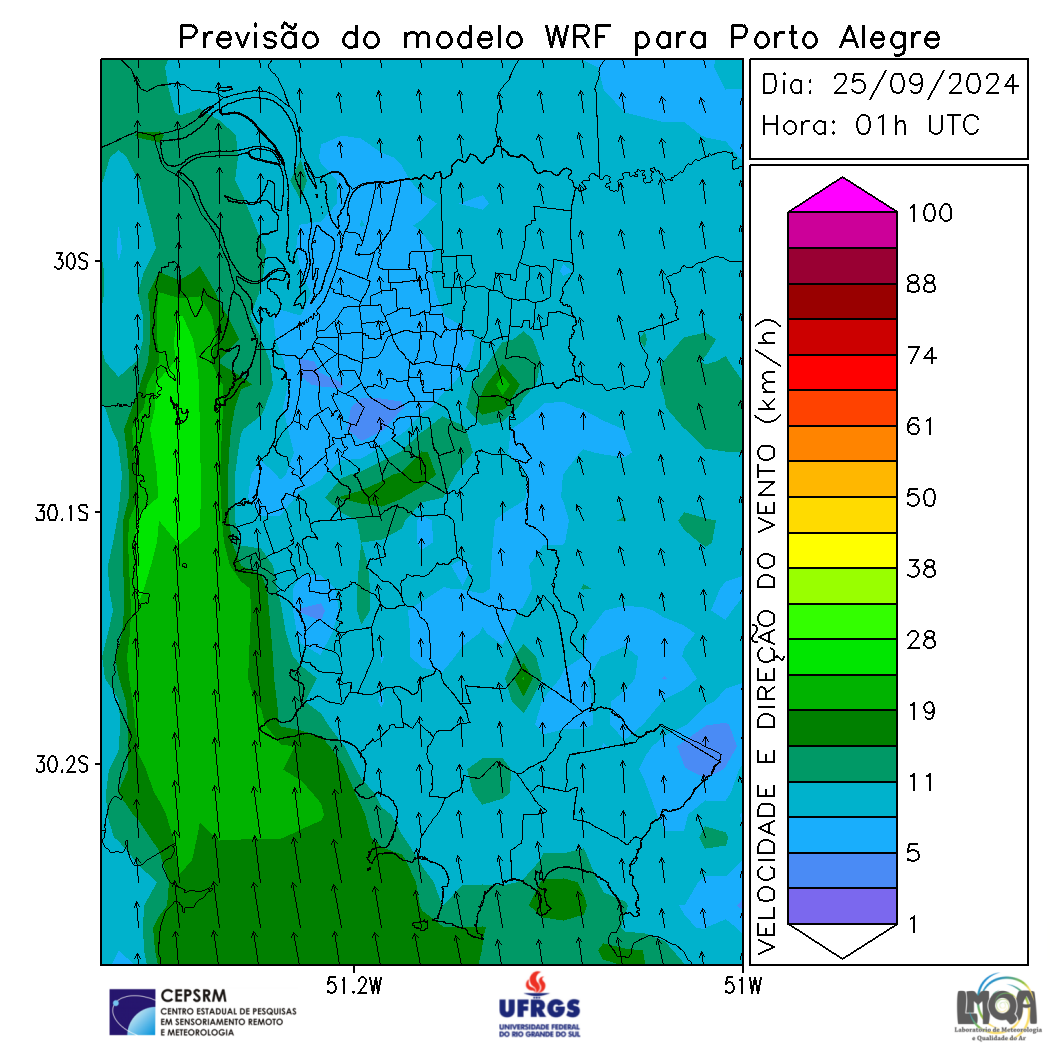 Previsão do modelo WRF para Porto Alegre
Dia: 25/09/2024
Hora: 01h UTC
30S
30.1S
30.2S
51.2W
51W
VELOCIDADE E DIREÇÃO DO VENTO (km/h)
100
88
74
61
50
38
28
19
11
5
1
CEPSRM
CENTRO ESTADUAL DE PESQUISAS
EM SENSORIAMENTO REMOTO
E METEOROLOGIA
UFRGS
UNIVERSIDADE FEDERAL
DO RIO GRANDE DO SUL
LMQA
Laboratório de Meteorologia
e Qualidade do Ar